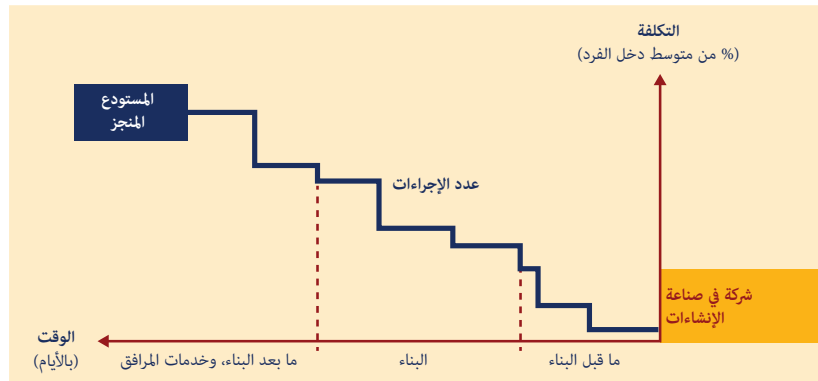 التكلفة
(% من متوسط دخل الفرد)
المستودع
المنجز
عدد الإجراءات
شركة في صناعة
الإنشاءات
الوقت
(بالأيام)
ما قبل البناء
البناء
ما بعد البناء، وخدمات المرافق